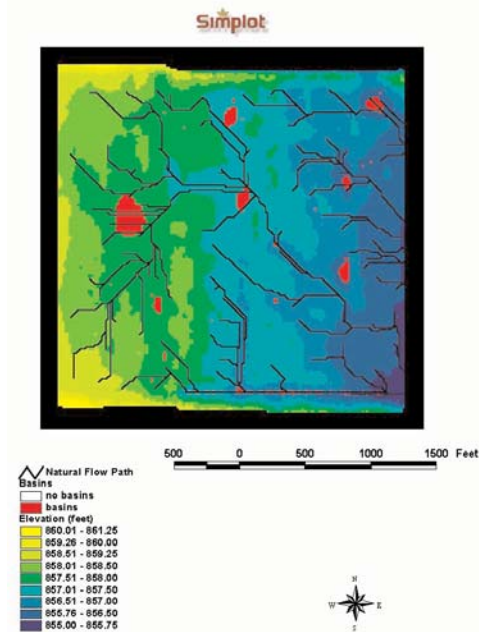 Simplot
500 0 500 1000 1500 Feet
Natural Flow Path
Basins
no basins
basins
Elevation (feet)
860.01 - 861.25
859.26 - 860.00
858.51 - 859.25
858.01 - 858.50
857.51 - 858.00
857.01 - 857.50
856.51 - 857.00
855.76 - 856.50
855.00 - 855.75
N
W E
S